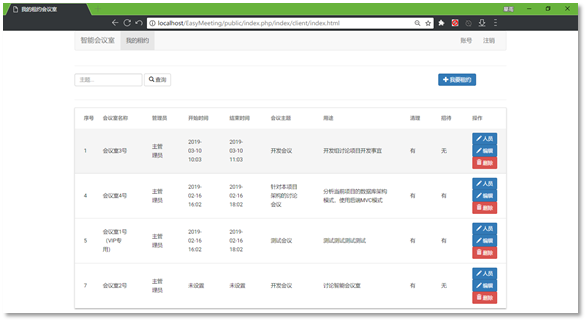 我的租约会议室
localhost/EasyMeeting/public/index.php/index/client/index.html
智能会议室 我的租约 账号 注销
主题... 查询 我要租约
序号 会议室名称 管理员 开始时间 结束时间 会议主题 用途 清理 招待 操作
1 会议室3号 主管理员 2019-03-10 10:03 2019-03-10 11:03 开发会议 开发组讨论项目开发事宜 有 无 人员 编辑 删除
4 会议室4号 主管理员 2019-02-16 16:02 2019-02-16 18:02 针对本项目架构的讨论会议 分析当前项目的数据库架构模式、使用后端MVC模式 有 有 人员 编辑 删除
5 会议室1号（VIP专用） 主管理员 2019-02-16 16:02 2019-02-16 18:02 测试会议 测试测试测试测试 有 有 人员 编辑 删除
7 会议室2号 主管理员 未设置 未设置 开发会议 讨论智能会议室 有 无 人员 编辑 删除